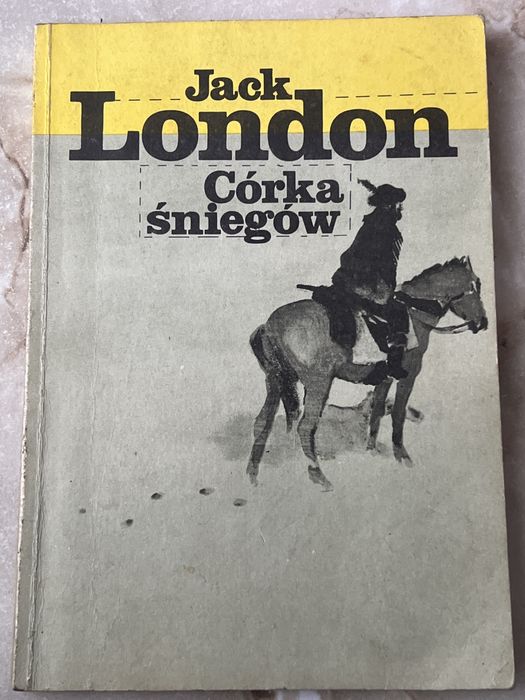 Jack
London
Córka
śniegów